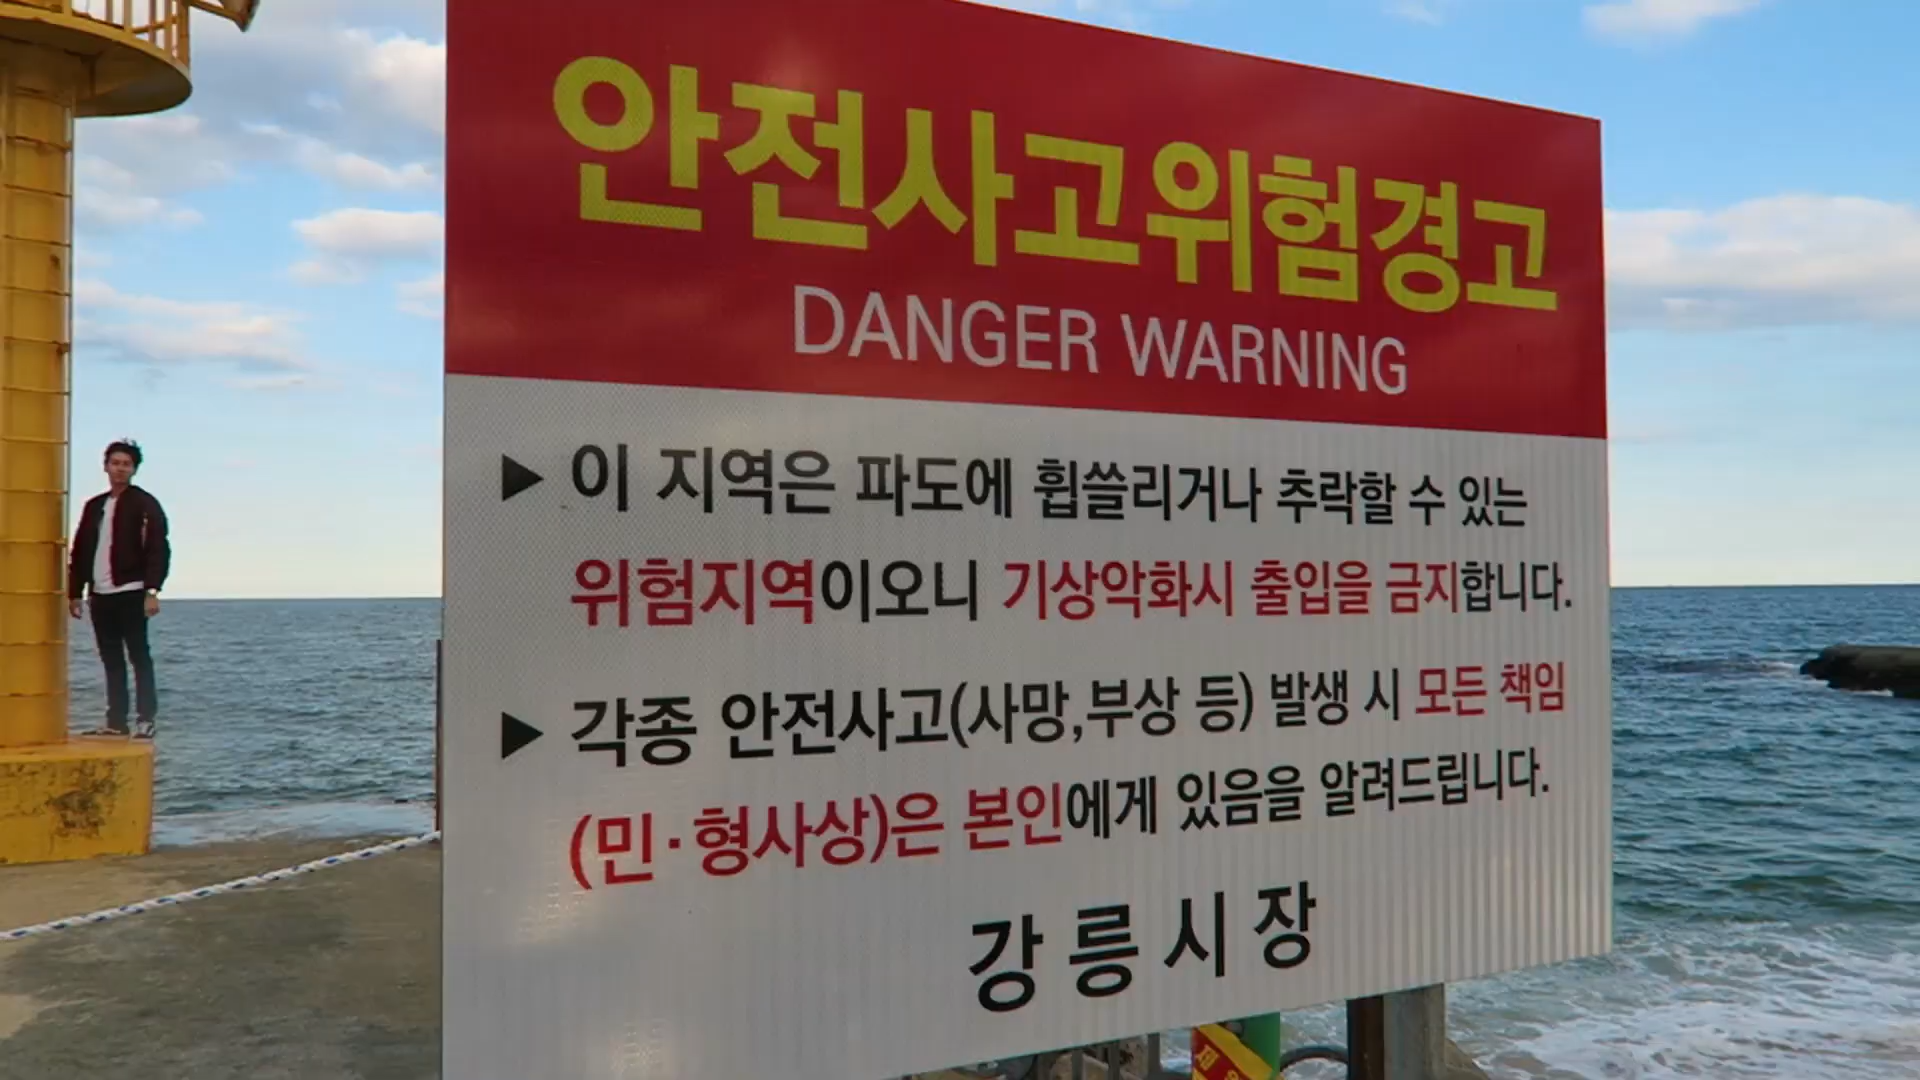 안전사고위험경고
DANGER WARNING
▶ 이 지역은 파도에 휩쓸리거나 추락할 수 있는
위험지역이오니 기상악화시 출입을 금지합니다.
▶ 각종 안전사고(사망,부상 등) 발생 시 모든 책임
(민·형사상)은 본인에게 있음을 알려드립니다.
강릉시장